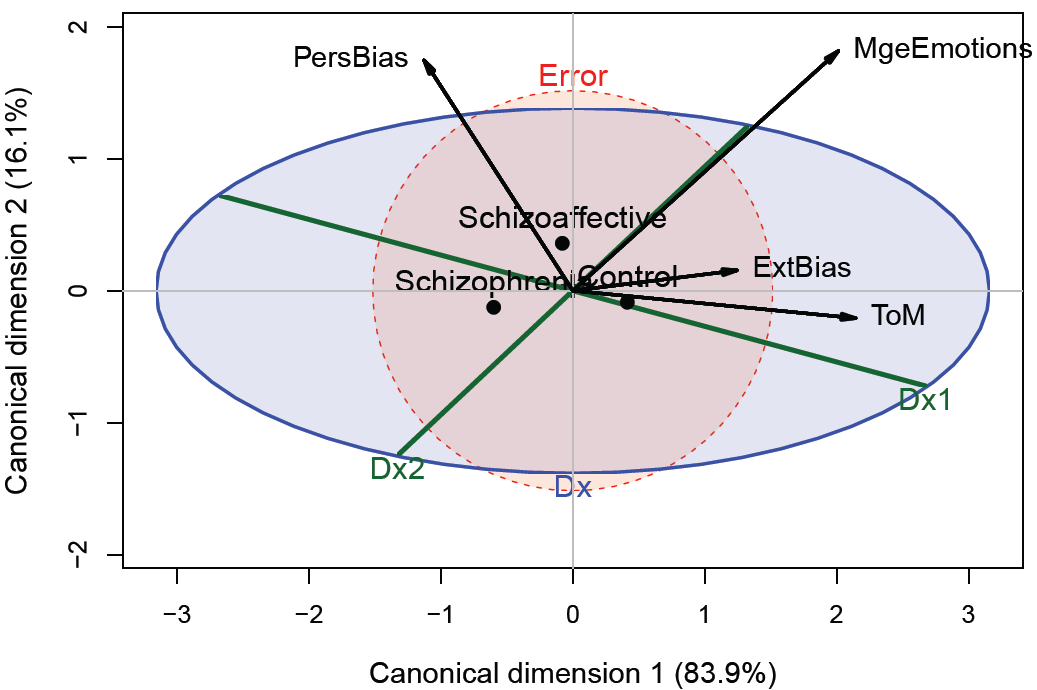 Canonical dimension 2 (16.1%)
2
1
0
−1
−2
PersBias
MgeEmotions
Error
Schizoaffective
Schizophrenia
Control
ExtBias
ToM
Dx1
Dx2
Dx
−3
−2
−1
0
1
2
3
Canonical dimension 1 (83.9%)